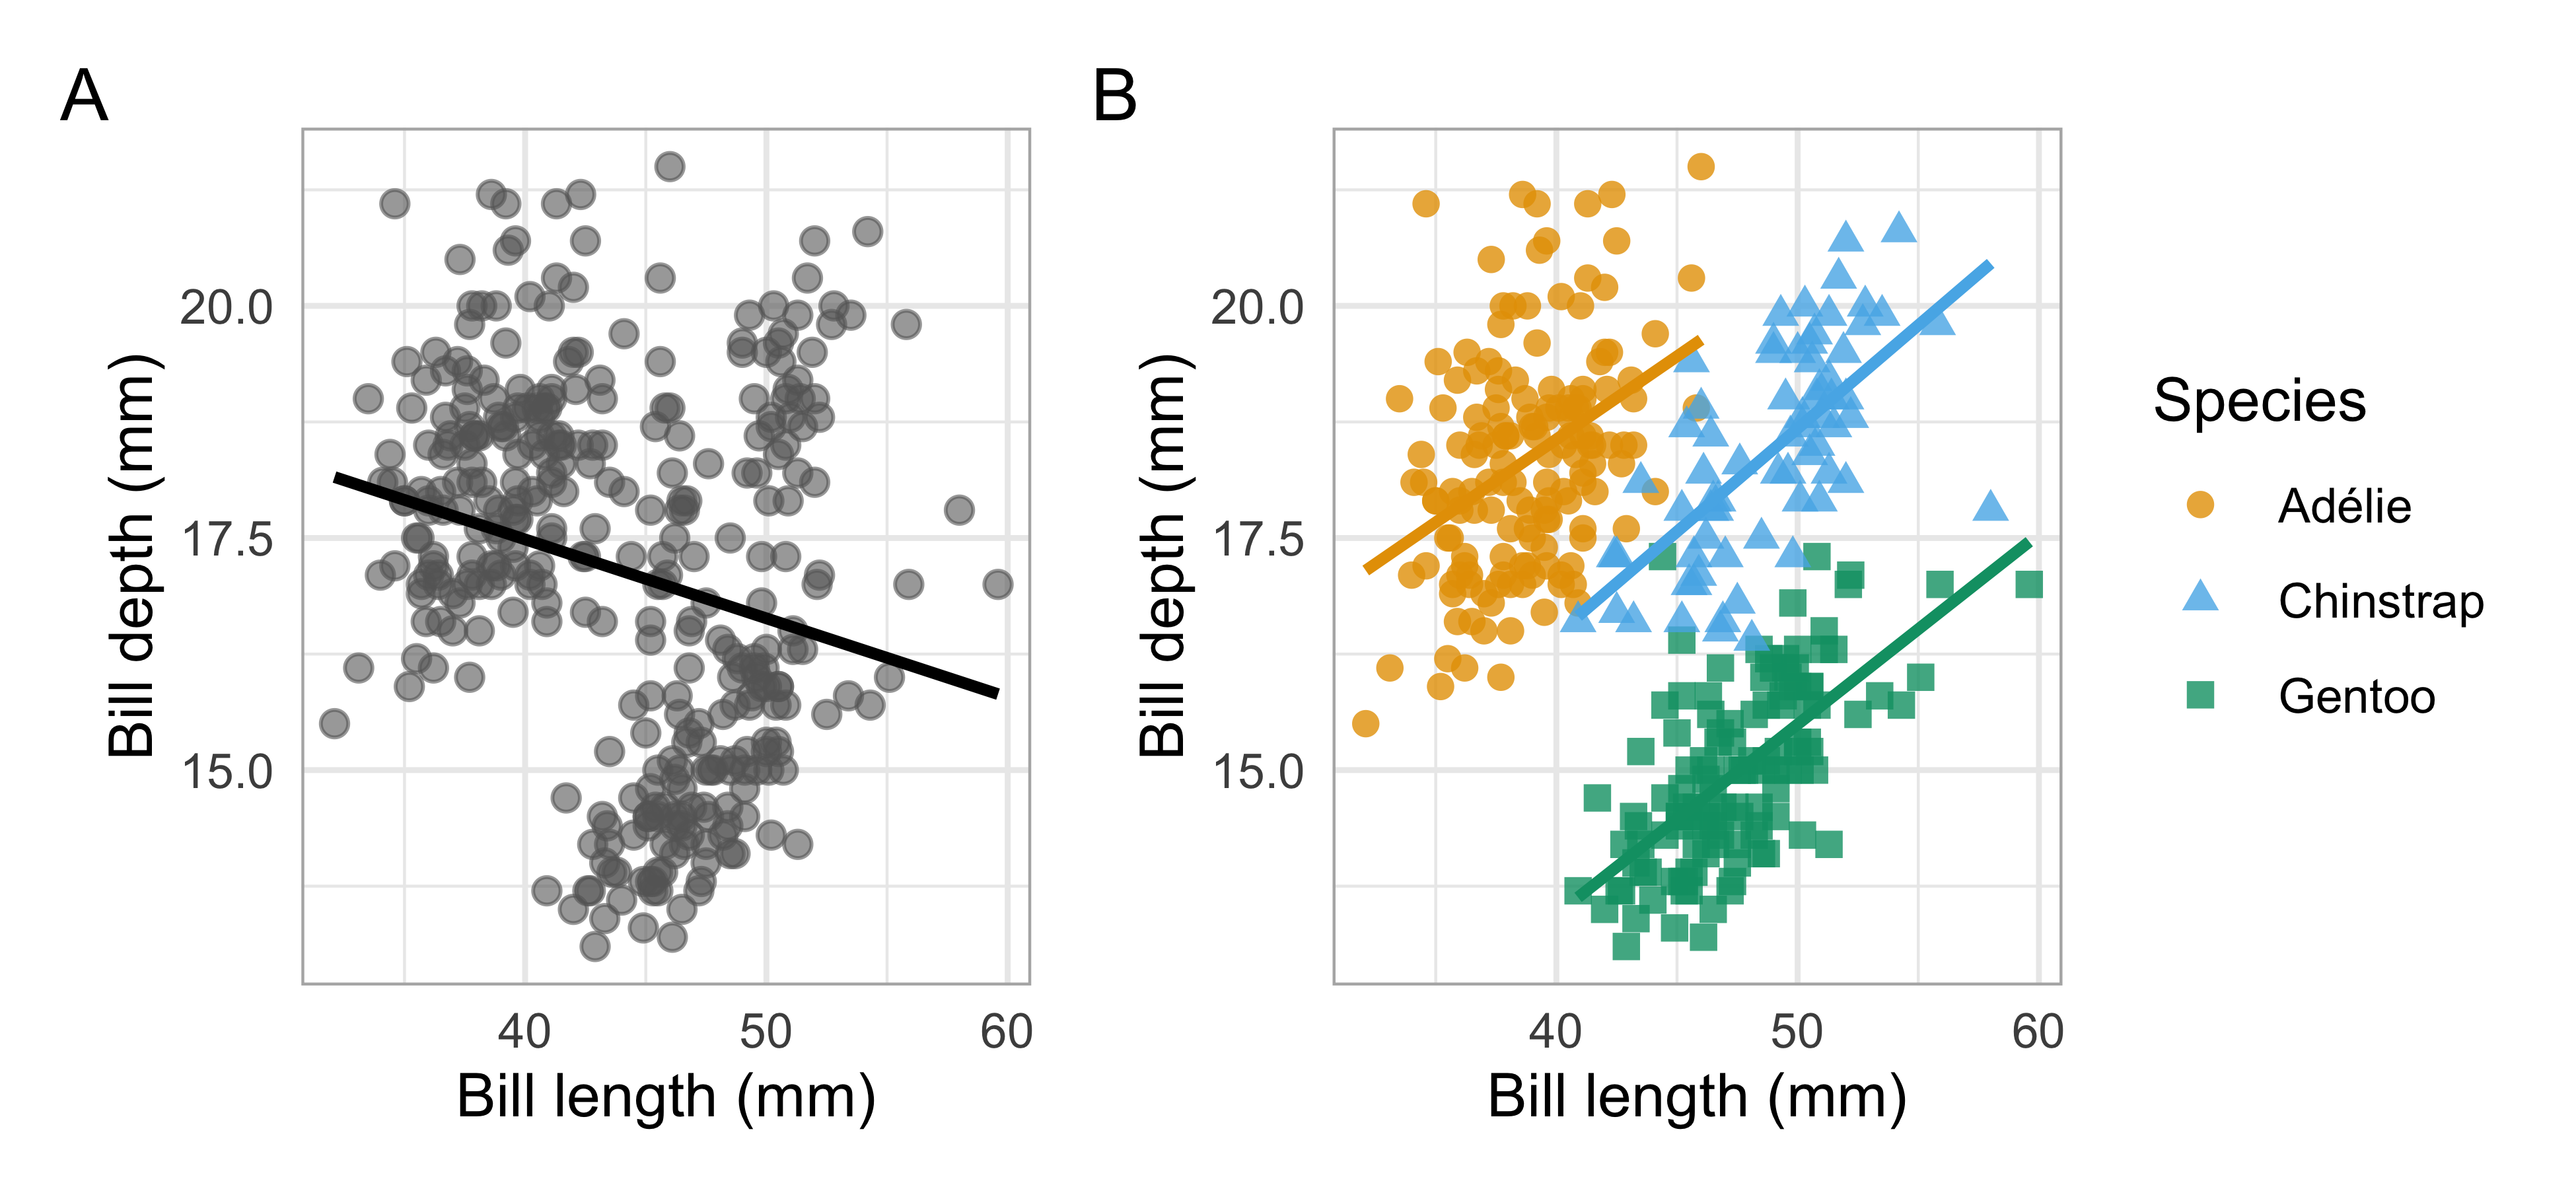 A
Bill depth (mm)
20.0
17.5
15.0
40 50 60
Bill length (mm)
B
Bill depth (mm)
20.0
17.5
15.0
40 50 60
Bill length (mm)
Species
Adélie
Chinstrap
Gentoo